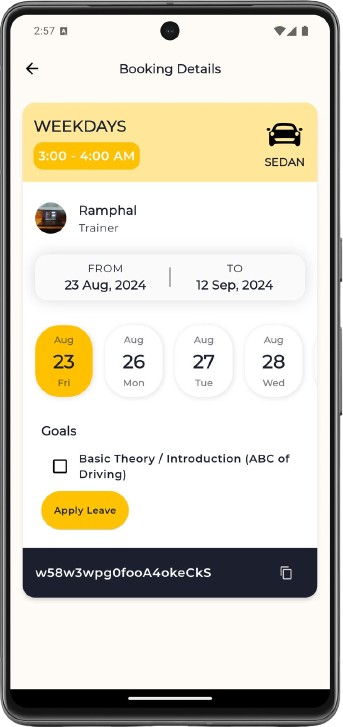 2:57
Booking Details
WEEKDAYS
3:00 - 4:00 AM
SEDAN
Ramphal
Trainer
FROM
23 Aug, 2024
TO
12 Sep, 2024
Aug
23
Fri
Aug
26
Mon
Aug
27
Tue
Aug
28
Wed
Goals
Basic Theory / Introduction (ABC of
Driving)
Apply Leave
w58w3wpg0fooA4okeCkS